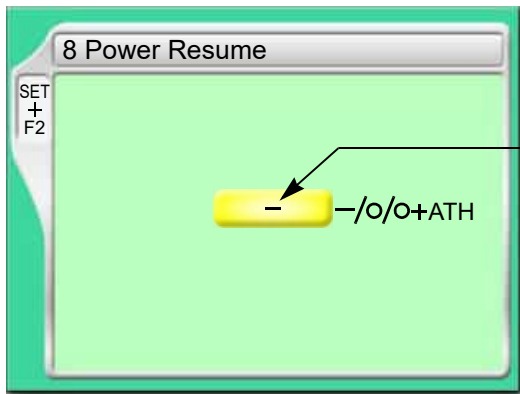 8 Power Resume
SET
+
F2
−
−/○/○+ATH